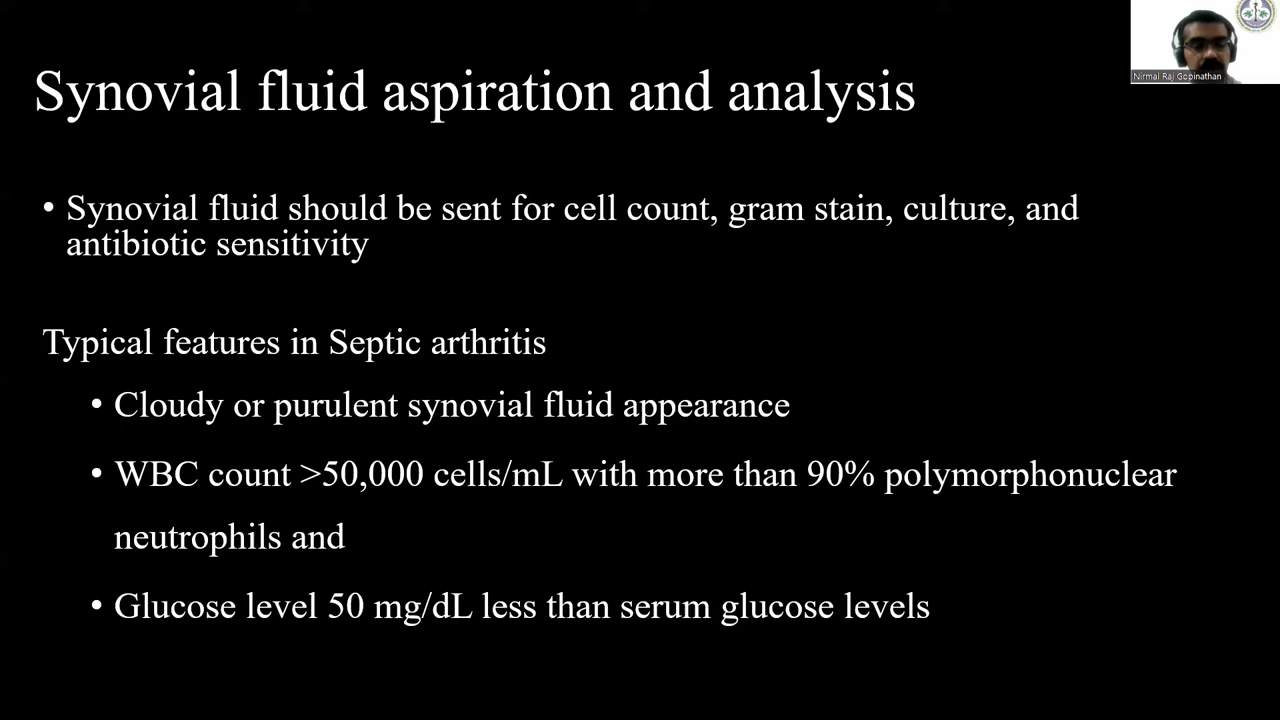 Synovial fluid aspiration and analysis
Nirmal Raj Gopinathan
• Synovial fluid should be sent for cell count, gram stain, culture, and
antibiotic sensitivity
Typical features in Septic arthritis
• Cloudy or purulent synovial fluid appearance
• WBC count >50,000 cells/mL with more than 90% polymorphonuclear
neutrophils and
• Glucose level 50 mg/dL less than serum glucose levels